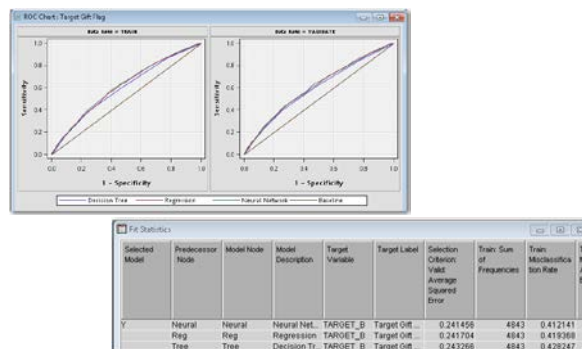 ROC Chart: Target Gift Flag
Data Role = TRAIN
Data Role = VALIDATE
Sensitivity
1.0
0.8
0.6
0.4
0.2
0.0
0.0 0.2 0.4 0.6 0.8 1.0
1 - Specificity
Sensitivity
1.0
0.8
0.6
0.4
0.2
0.0
0.0 0.2 0.4 0.6 0.8 1.0
1 - Specificity
Decision Tree Regression Neural Network Baseline
Fit Statistics
Selected Model
Predecessor Node
Model Node
Model Description
Target Variable
Target Label
Selection Criterion: Valid: Average Squared Error
Train: Sum of Frequencies
Train: Misclassification Rate
Y Neural Neural Neural Net... TARGET_B Target Gift ... 0.241456 4843 0.412141
Reg Reg Regression TARGET_B Target Gift ... 0.241704 4843 0.419368
Tree Tree Decision Tr... TARGET_B Target Gift ... 0.243266 4843 0.428247